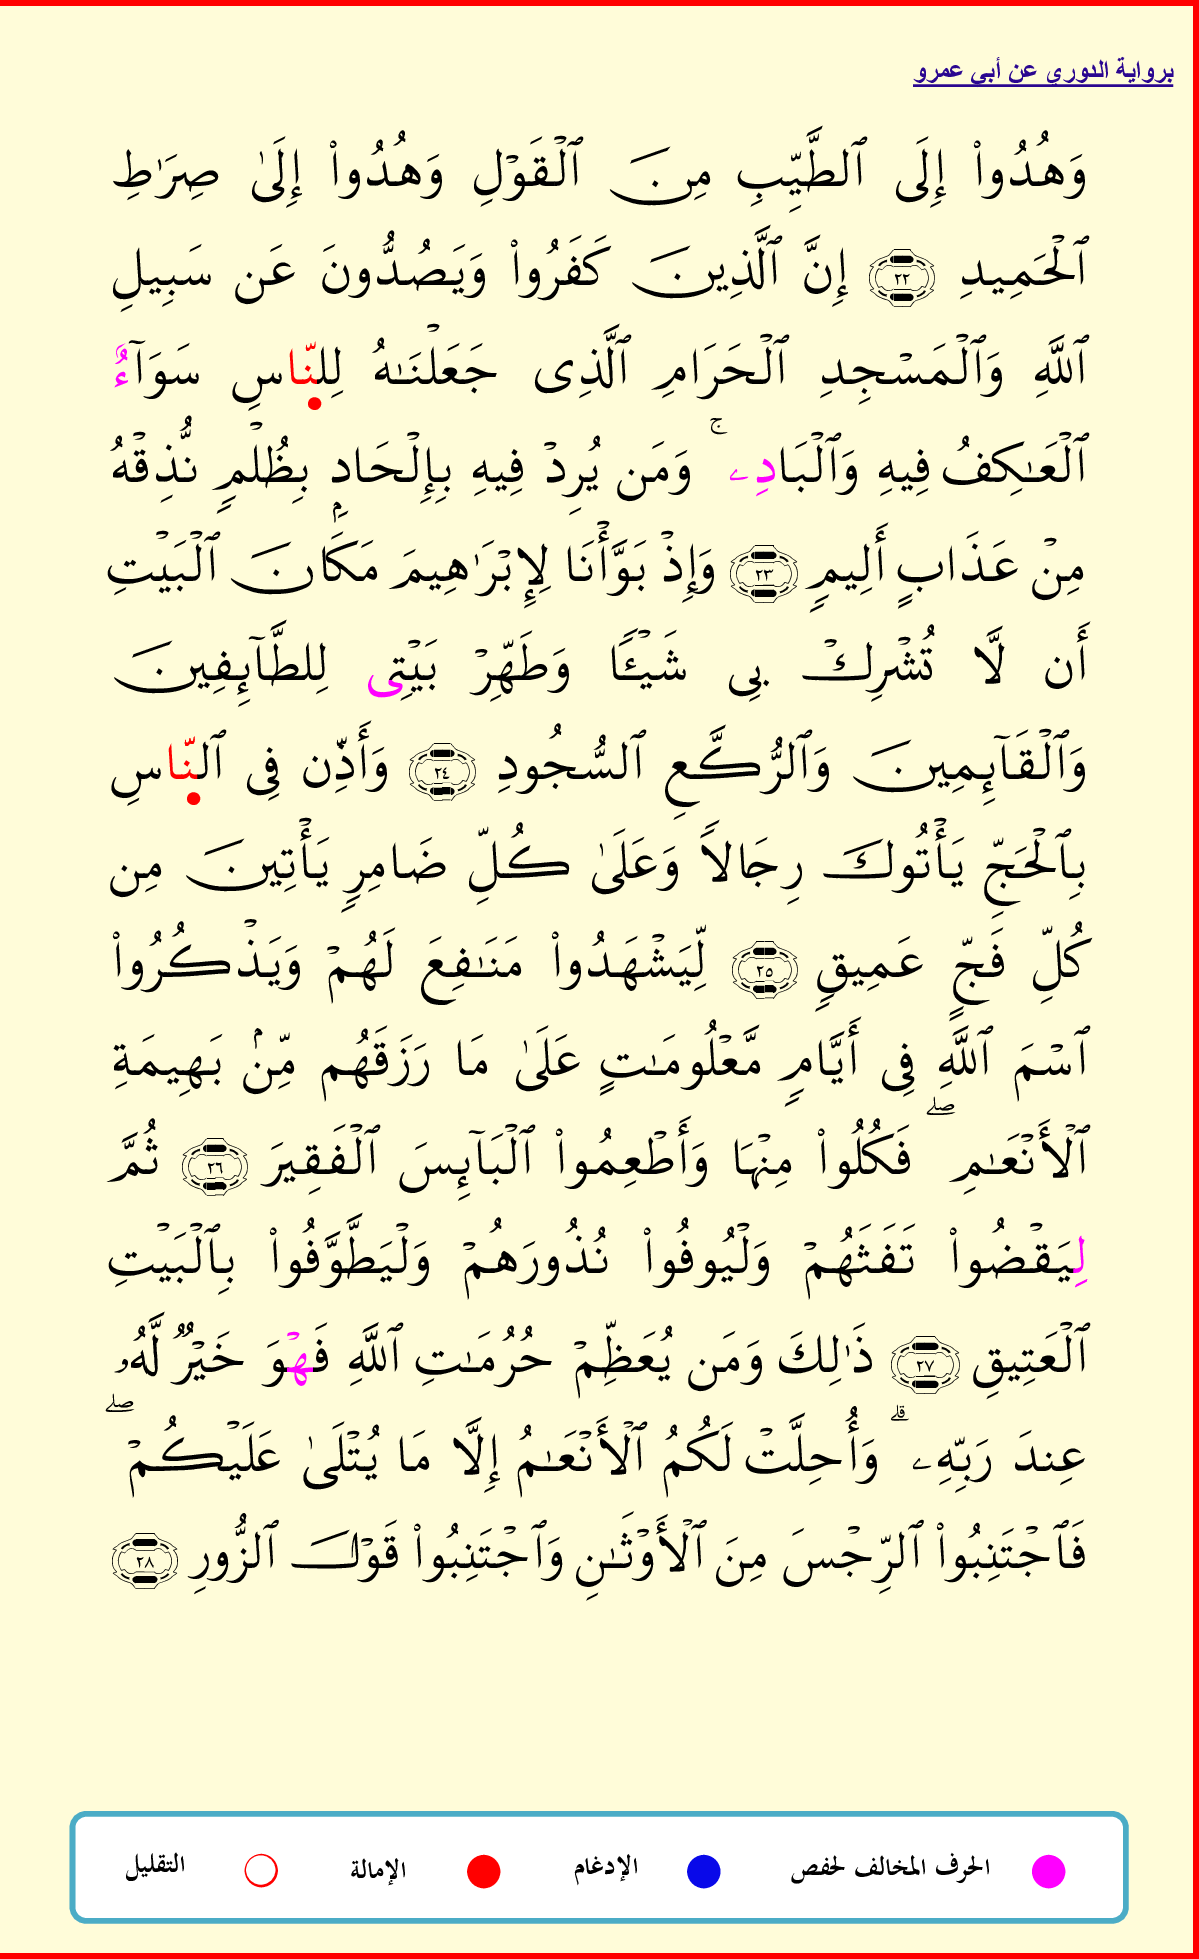 برواية الدوري عن أبي عمرو
وَهُدُوٓاْ إِلَى ٱلطَّيِّبِ مِنَ ٱلۡقَوۡلِ وَهُدُوٓاْ إِلَىٰ صِرَٰطِ
ٱلۡحَمِيدِ ٢٢ إِنَّ ٱلَّذِينَ كَفَرُواْ وَيَصُدُّونَ عَن سَبِيلِ
ٱللَّهِ وَٱلۡمَسۡجِدِ ٱلۡحَرَامِ ٱلَّذِى جَعَلۡنَٰهُ لِلنَّاسِ سَوَآءٌ
ٱلۡعَٰكِفُ فِيهِ وَٱلۡبَادِۦ ۚ وَمَن يُرِدۡ فِيهِ بِإِلۡحَادِۭ بِظُلۡمٍ نُّذِقۡهُ
مِنۡ عَذَابٍ أَلِيمٍ ٢٣ وَإِذۡ بَوَّأۡنَا لِإِبۡرَٰهِيمَ مَكَانَ ٱلۡبَيۡتِ
أَن لَّا تُشۡرِكۡ بِى شَيۡـًٔا وَطَهِّرۡ بَيۡتِى لِلطَّآئِفِينَ
وَٱلۡقَآئِمِينَ وَٱلرُّكَّعِ ٱلسُّجُودِ ٢٤ وَأَذِّن فِى ٱلنَّاسِ
بِٱلۡحَجِّ يَأۡتُوكَ رِجَالًا وَعَلَىٰ كُلِّ ضَامِرٍ يَأۡتِينَ مِن
كُلِّ فَجٍّ عَمِيقٍ ٢٥ لِّيَشۡهَدُواْ مَنَٰفِعَ لَهُمۡ وَيَذۡكُرُواْ
ٱسۡمَ ٱللَّهِ فِى أَيَّامٍ مَّعۡلُومَٰتٍ عَلَىٰ مَا رَزَقَهُم مِّنۢ بَهِيمَةِ
ٱلۡأَنۡعَٰمِ ۖ فَكُلُواْ مِنۡهَا وَأَطۡعِمُواْ ٱلۡبَآئِسَ ٱلۡفَقِيرَ ٢٦ ثُمَّ
لِيَقۡضُواْ تَفَثَهُمۡ وَلۡيُوفُواْ نُذُورَهُمۡ وَلۡيَطَّوَّفُواْ بِٱلۡبَيۡتِ
ٱلۡعَتِيقِ ٢٧ ذَٰلِكَ وَمَن يُعَظِّمۡ حُرُمَٰتِ ٱللَّهِ فَهۡوَ خَيۡرٌ لَّهُۥ
عِندَ رَبِّهِۦ ۗ وَأُحِلَّتۡ لَكُمُ ٱلۡأَنۡعَٰمُ إِلَّا مَا يُتۡلَىٰ عَلَيۡكُمۡ ۖ
فَٱجۡتَنِبُواْ ٱلرِّجۡسَ مِنَ ٱلۡأَوۡثَٰنِ وَٱجۡتَنِبُواْ قَوۡلَ ٱلزُّورِ ٢٨
الحرف المخالف لحفص الإدغام الإمالة التقليل